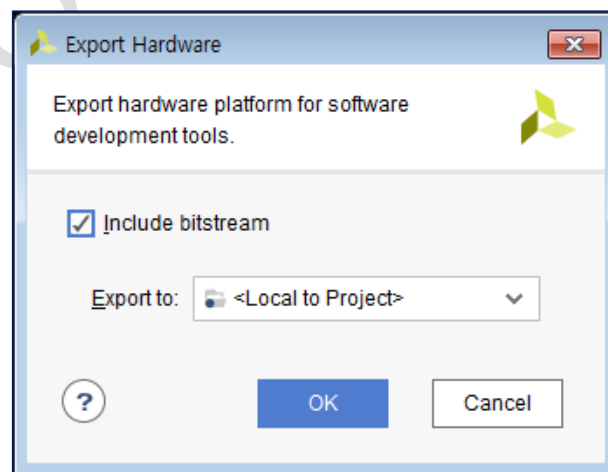 Export Hardware
Export hardware platform for software
development tools.
Include bitstream
Export to: <Local to Project>
?
OK
Cancel